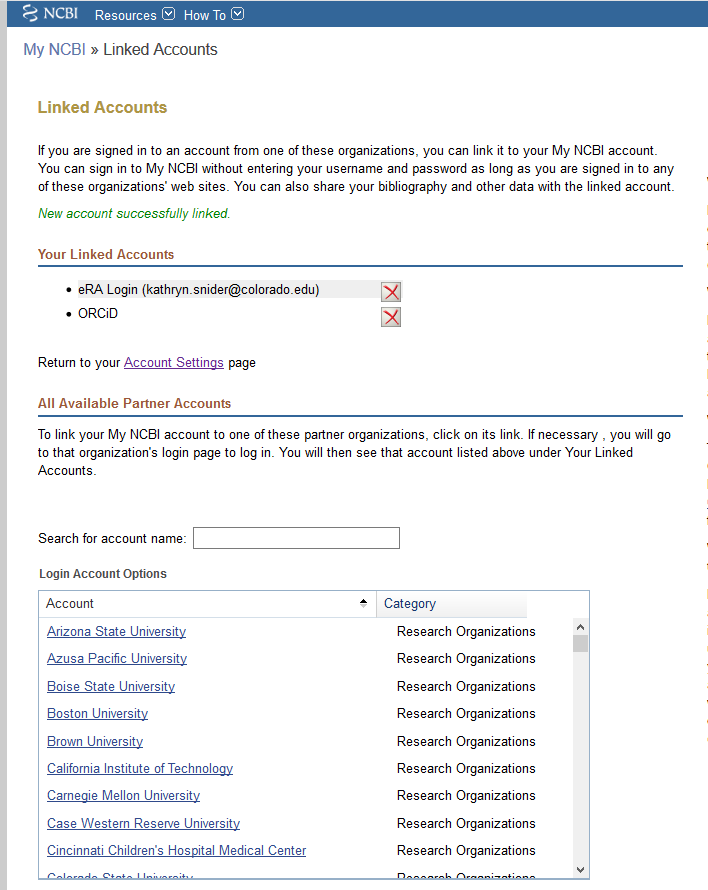 NCBI Resources How To
My NCBI » Linked Accounts
Linked Accounts
If you are signed in to an account from one of these organizations, you can link it to your My NCBI account.
You can sign in to My NCBI without entering your username and password as long as you are signed in to any
of these organizations' web sites. You can also share your bibliography and other data with the linked account.
New account successfully linked.
Your Linked Accounts
• eRA Login (kathryn.snider@colorado.edu)
• ORCiD
Return to your Account Settings page
All Available Partner Accounts
To link your My NCBI account to one of these partner organizations, click on its link. If necessary , you will go
to that organization's login page to log in. You will then see that account listed above under Your Linked
Accounts.
Search for account name:
Login Account Options
Account Category
Arizona State University Research Organizations
Azusa Pacific University Research Organizations
Boise State University Research Organizations
Boston University Research Organizations
Brown University Research Organizations
California Institute of Technology Research Organizations
Carnegie Mellon University Research Organizations
Case Western Reserve University Research Organizations
Cincinnati Children's Hospital Medical Center Research Organizations
Colorado State University Research Organizations